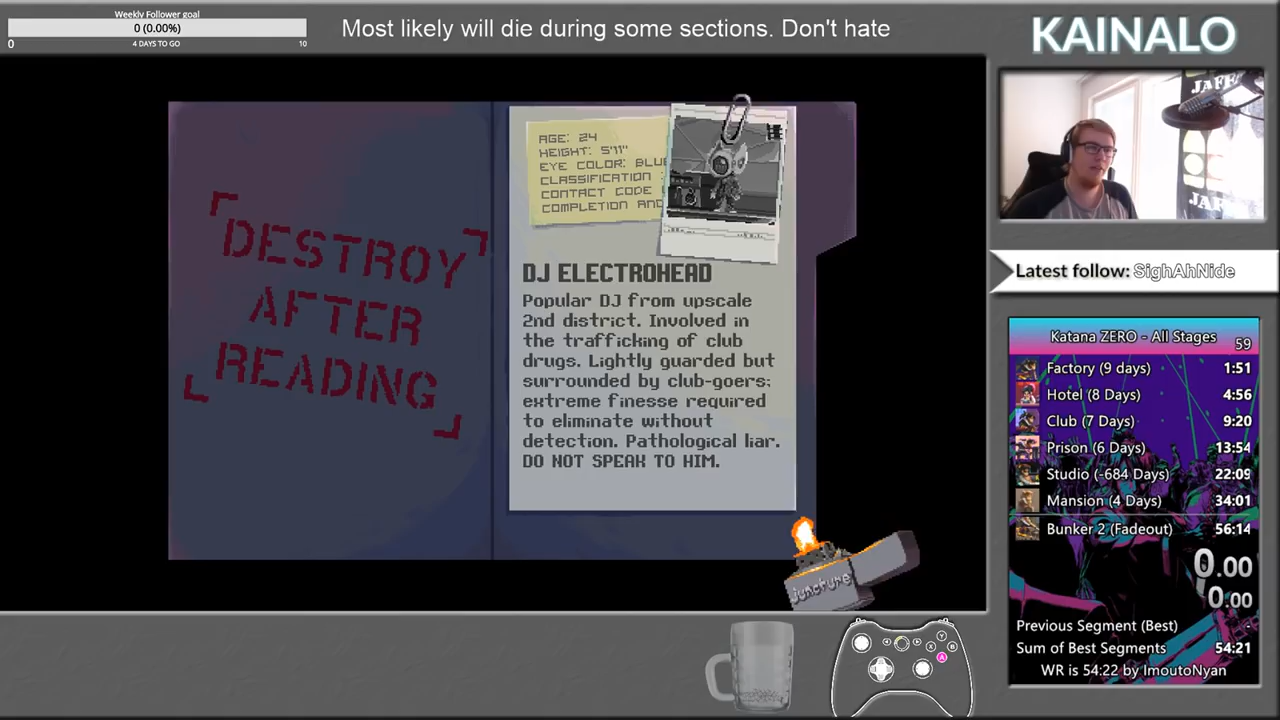 Weekly Follower goal
0 (0.00%)
0
4 DAYS TO GO
10
Most likely will die during some sections. Don't hate
KAINALO
JAFF
JAF
DESTROY
AFTER
READING
AGE: 24
HEIGHT: 5'11"
EYE COLOR: BLUE
CLASSIFICATION
CONTACT CODE
COMPLETION AND
DJ ELECTROHEAD
Popular DJ from upscale
2nd district. Involved in
the trafficking of club
drugs. Lightly guarded but
surrounded by club-goers;
extreme finesse required
to eliminate without
detection. Pathological liar.
DO NOT SPEAK TO HIM.
juncture
Latest follow: SighAhNide
Katana ZERO - All Stages 59
Factory (9 days) 1:51
Hotel (8 Days) 4:56
Club (7 Days) 9:20
Prison (6 Days) 13:54
Studio (-684 Days) 22:09
Mansion (4 Days) 34:01
Bunker 2 (Fadeout) 56:14
0.00
0.00
Previous Segment (Best) -
Sum of Best Segments 54:21
WR is 54:22 by ImoutoNyan
Y
X
B
A